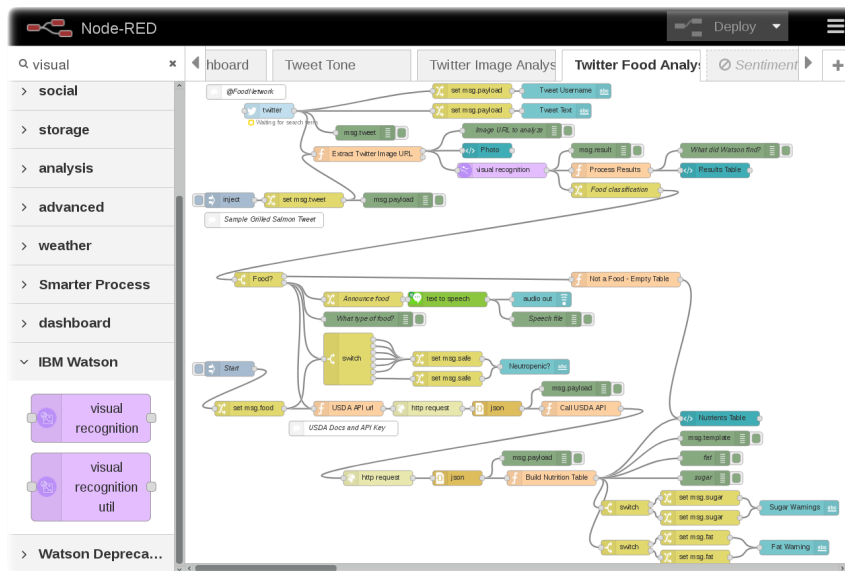 Node-RED
Deploy
visual
hboard
Tweet Tone
Twitter Image Analys
Twitter Food Analys
Sentiment
social
storage
analysis
advanced
weather
Smarter Process
dashboard
IBM Watson
visual
recognition
visual
recognition
util
Watson Depreca...
@FoodNetwork
set msg.payload
Tweet Username
twitter
set msg.payload
Tweet Text
Waiting for search term
msg.tweet
Image URL to analyze
Extract Twitter Image URL
Photo
msg.result
What did Watson find?
visual recognition
Process Results
Results Table
Food classification
inject
set msg.tweet
msg.payload
Sample Grilled Salmon Tweet
Food?
Not a Food - Empty Table
Announce food
text to speech
audio out
What type of food?
Speech file
switch
set msg.safe
Neutropenic?
set msg.safe
Start
msg.payload
set msg.food
USDA API url
http request
json
Call USDA API
Nutrients Table
USDA Docs and API Key
msg.template
msg.payload
fat
http request
json
Build Nutrition Table
sugar
set msg.sugar
switch
Sugar Warnings
set msg.sugar
set msg.fat
switch
Fat Warning
set msg.fat